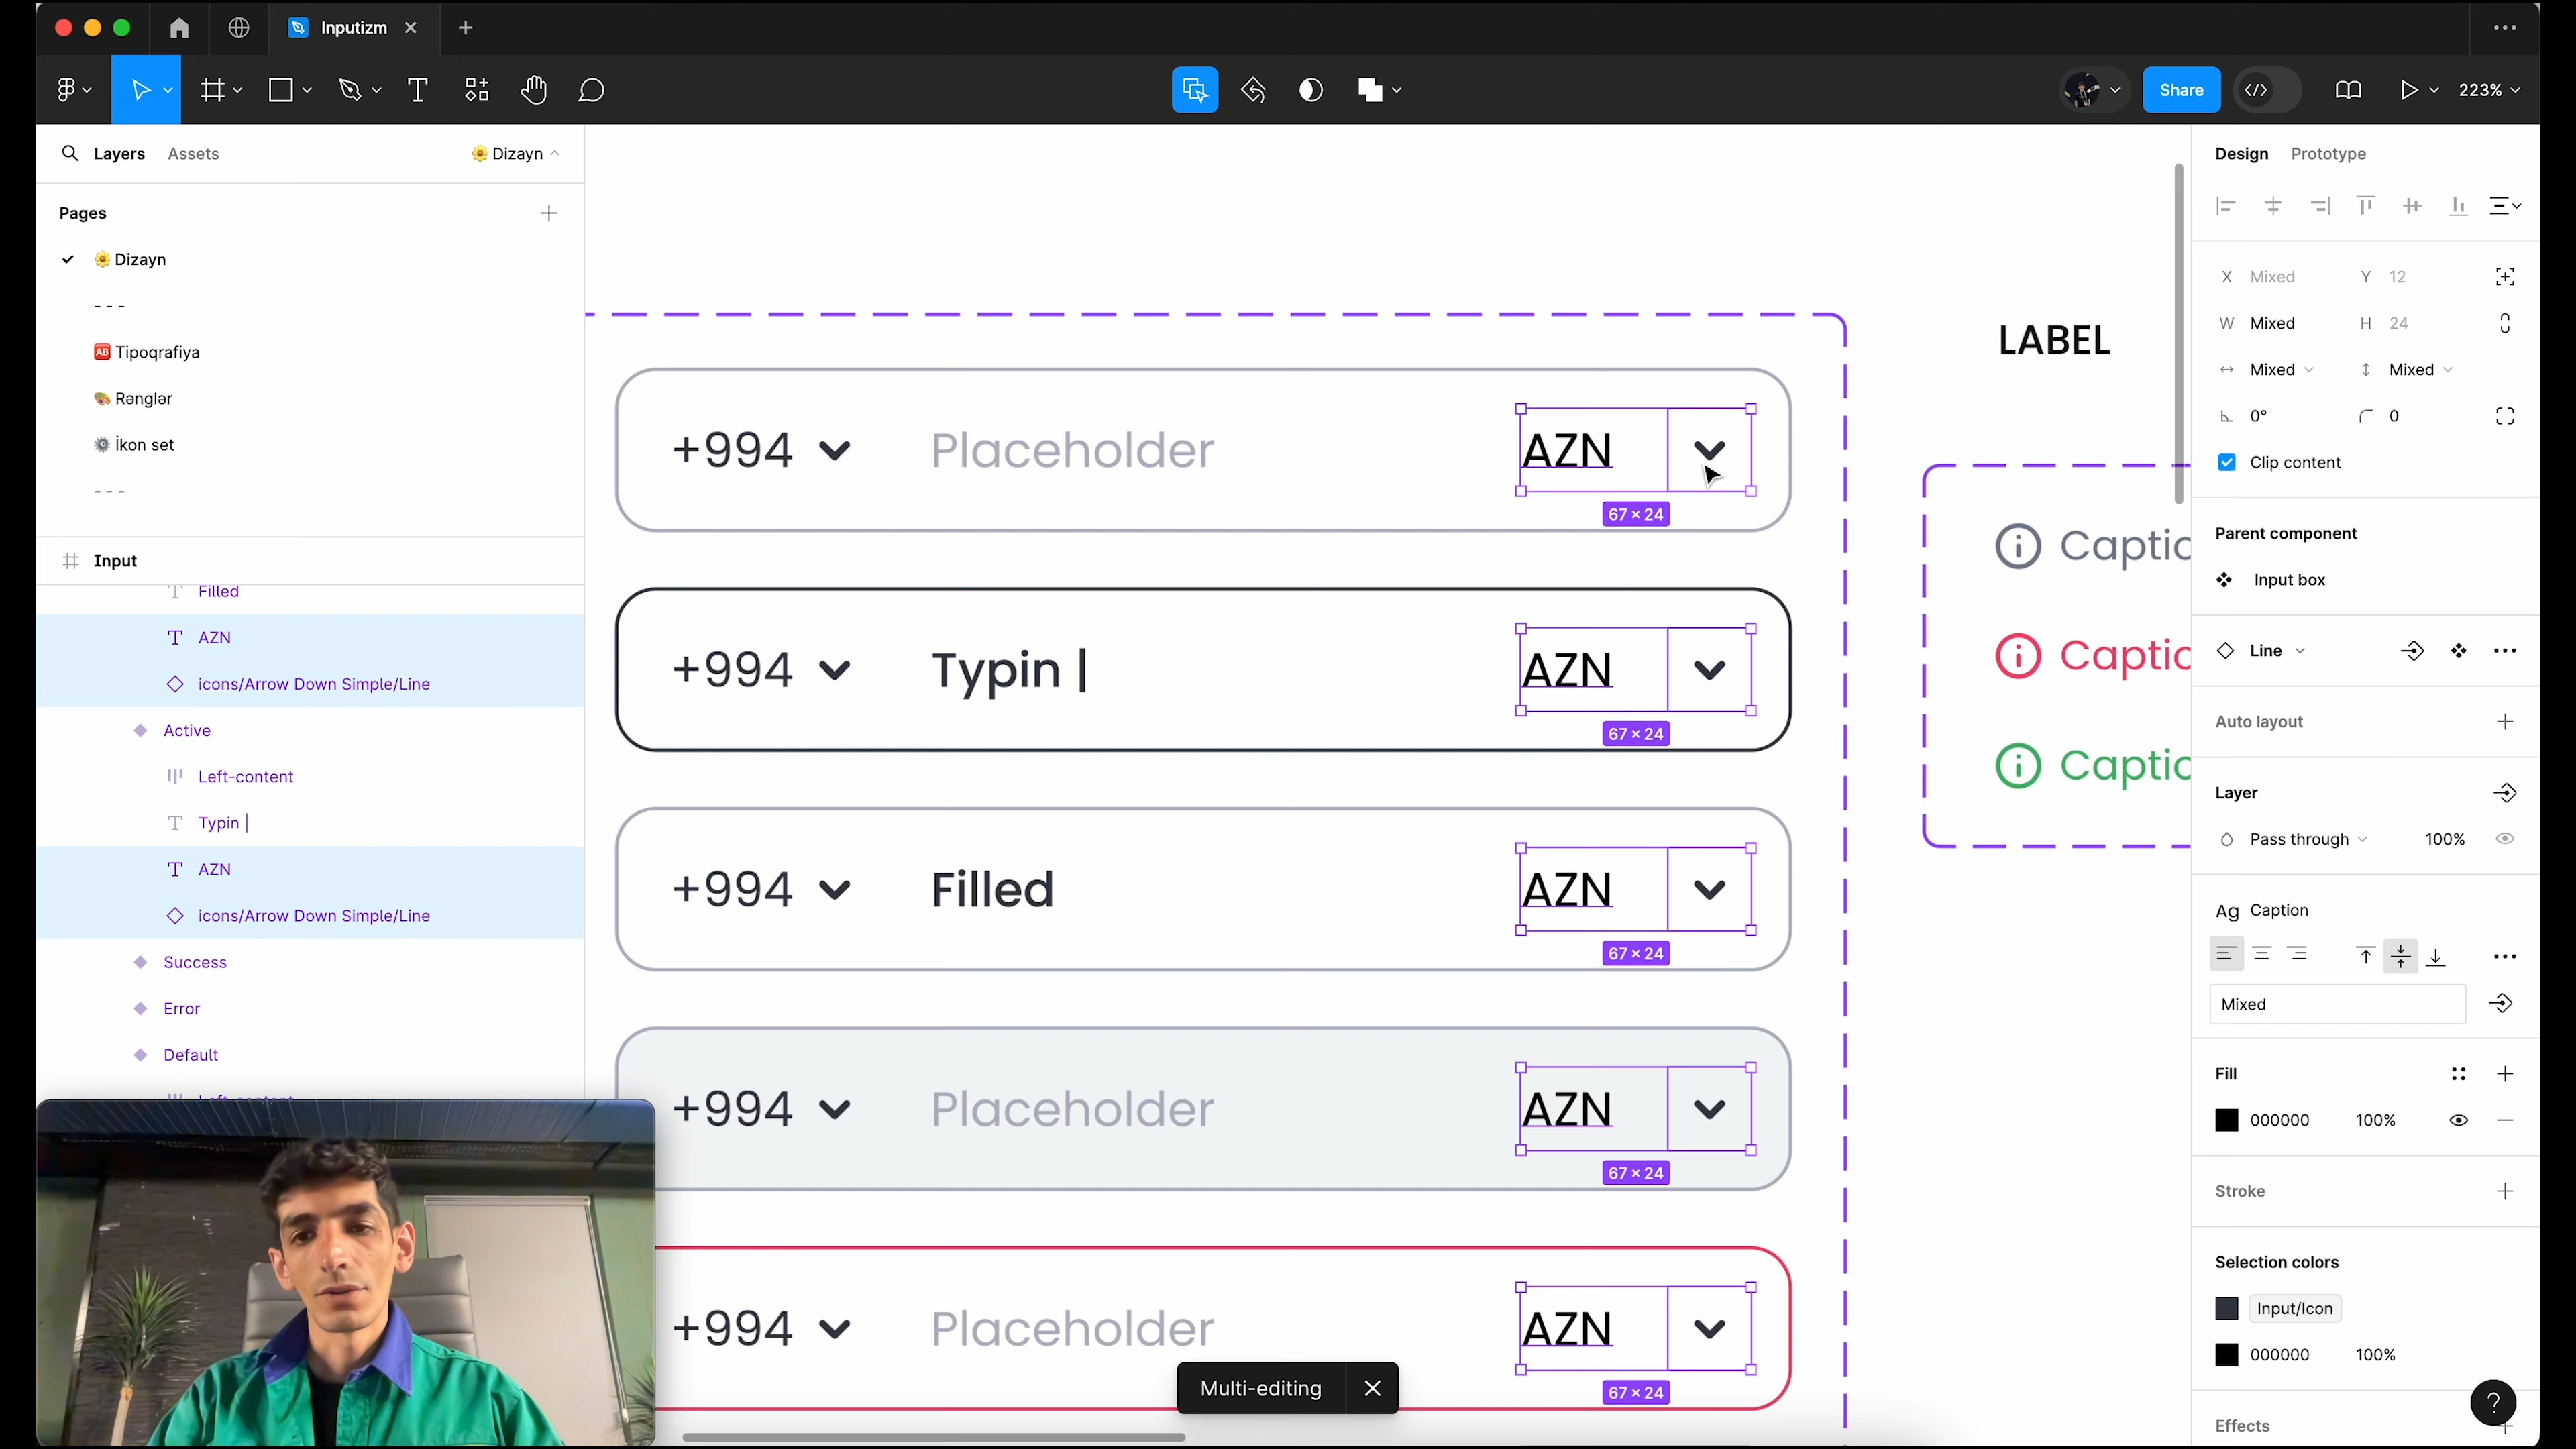 Inputizm
Share
223%
Layers Assets 🌼 Dizayn
Pages
🌼 Dizayn
- - -
🆎 Tipoqrafiya
🎨 Rənglər
⚙️ İkon set
- - -
Input
Filled
AZN
icons/Arrow Down Simple/Line
Active
Left-content
Typin |
AZN
icons/Arrow Down Simple/Line
Success
Error
Default
+994 Placeholder AZN
67 × 24
+994 Typin | AZN
67 × 24
+994 Filled AZN
67 × 24
+994 Placeholder AZN
67 × 24
+994 Placeholder AZN
67 × 24
Multi-editing
LABEL
Captio
Captio
Captio
Design Prototype
X Mixed Y 12
W Mixed H 24
Mixed Mixed
0° 0
Clip content
Parent component
Input box
Line
Auto layout
Layer
Pass through 100%
Ag Caption
Mixed
Fill
000000 100%
Stroke
Selection colors
Input/Icon
000000 100%
Effects
?